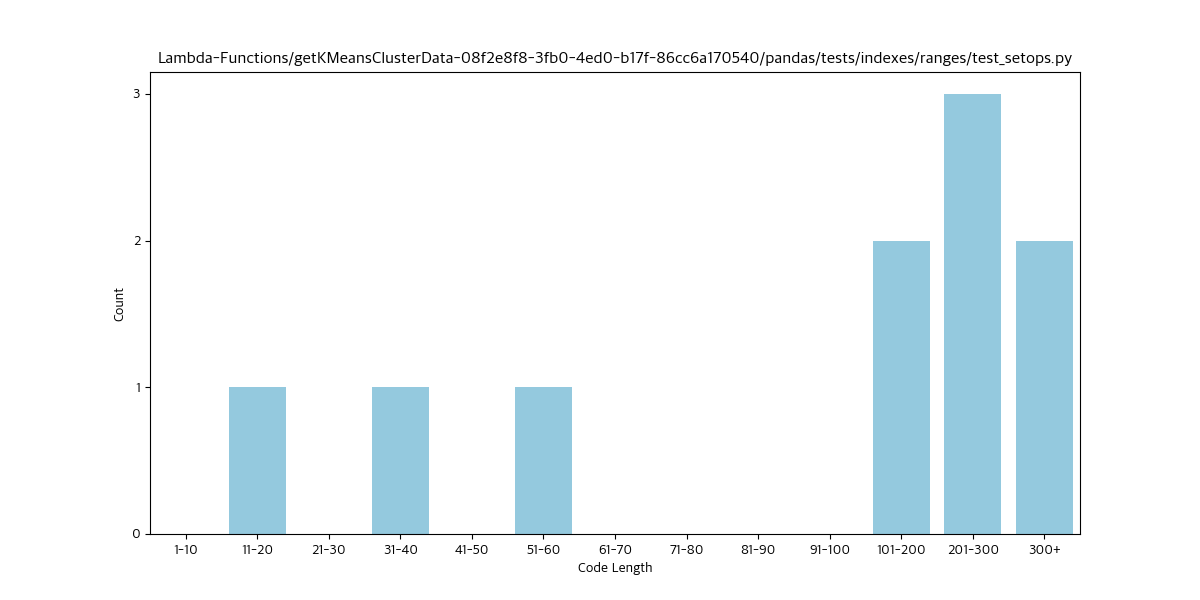 Lambda-Functions/getKMeansClusterData-08f2e8f8-3fb0-4ed0-b17f-86cc6a170540/pandas/tests/indexes/ranges/test_setops.py
3
2
1
0
Count
1-10 11-20 21-30 31-40 41-50 51-60 61-70 71-80 81-90 91-100 101-200 201-300 300+
Code Length